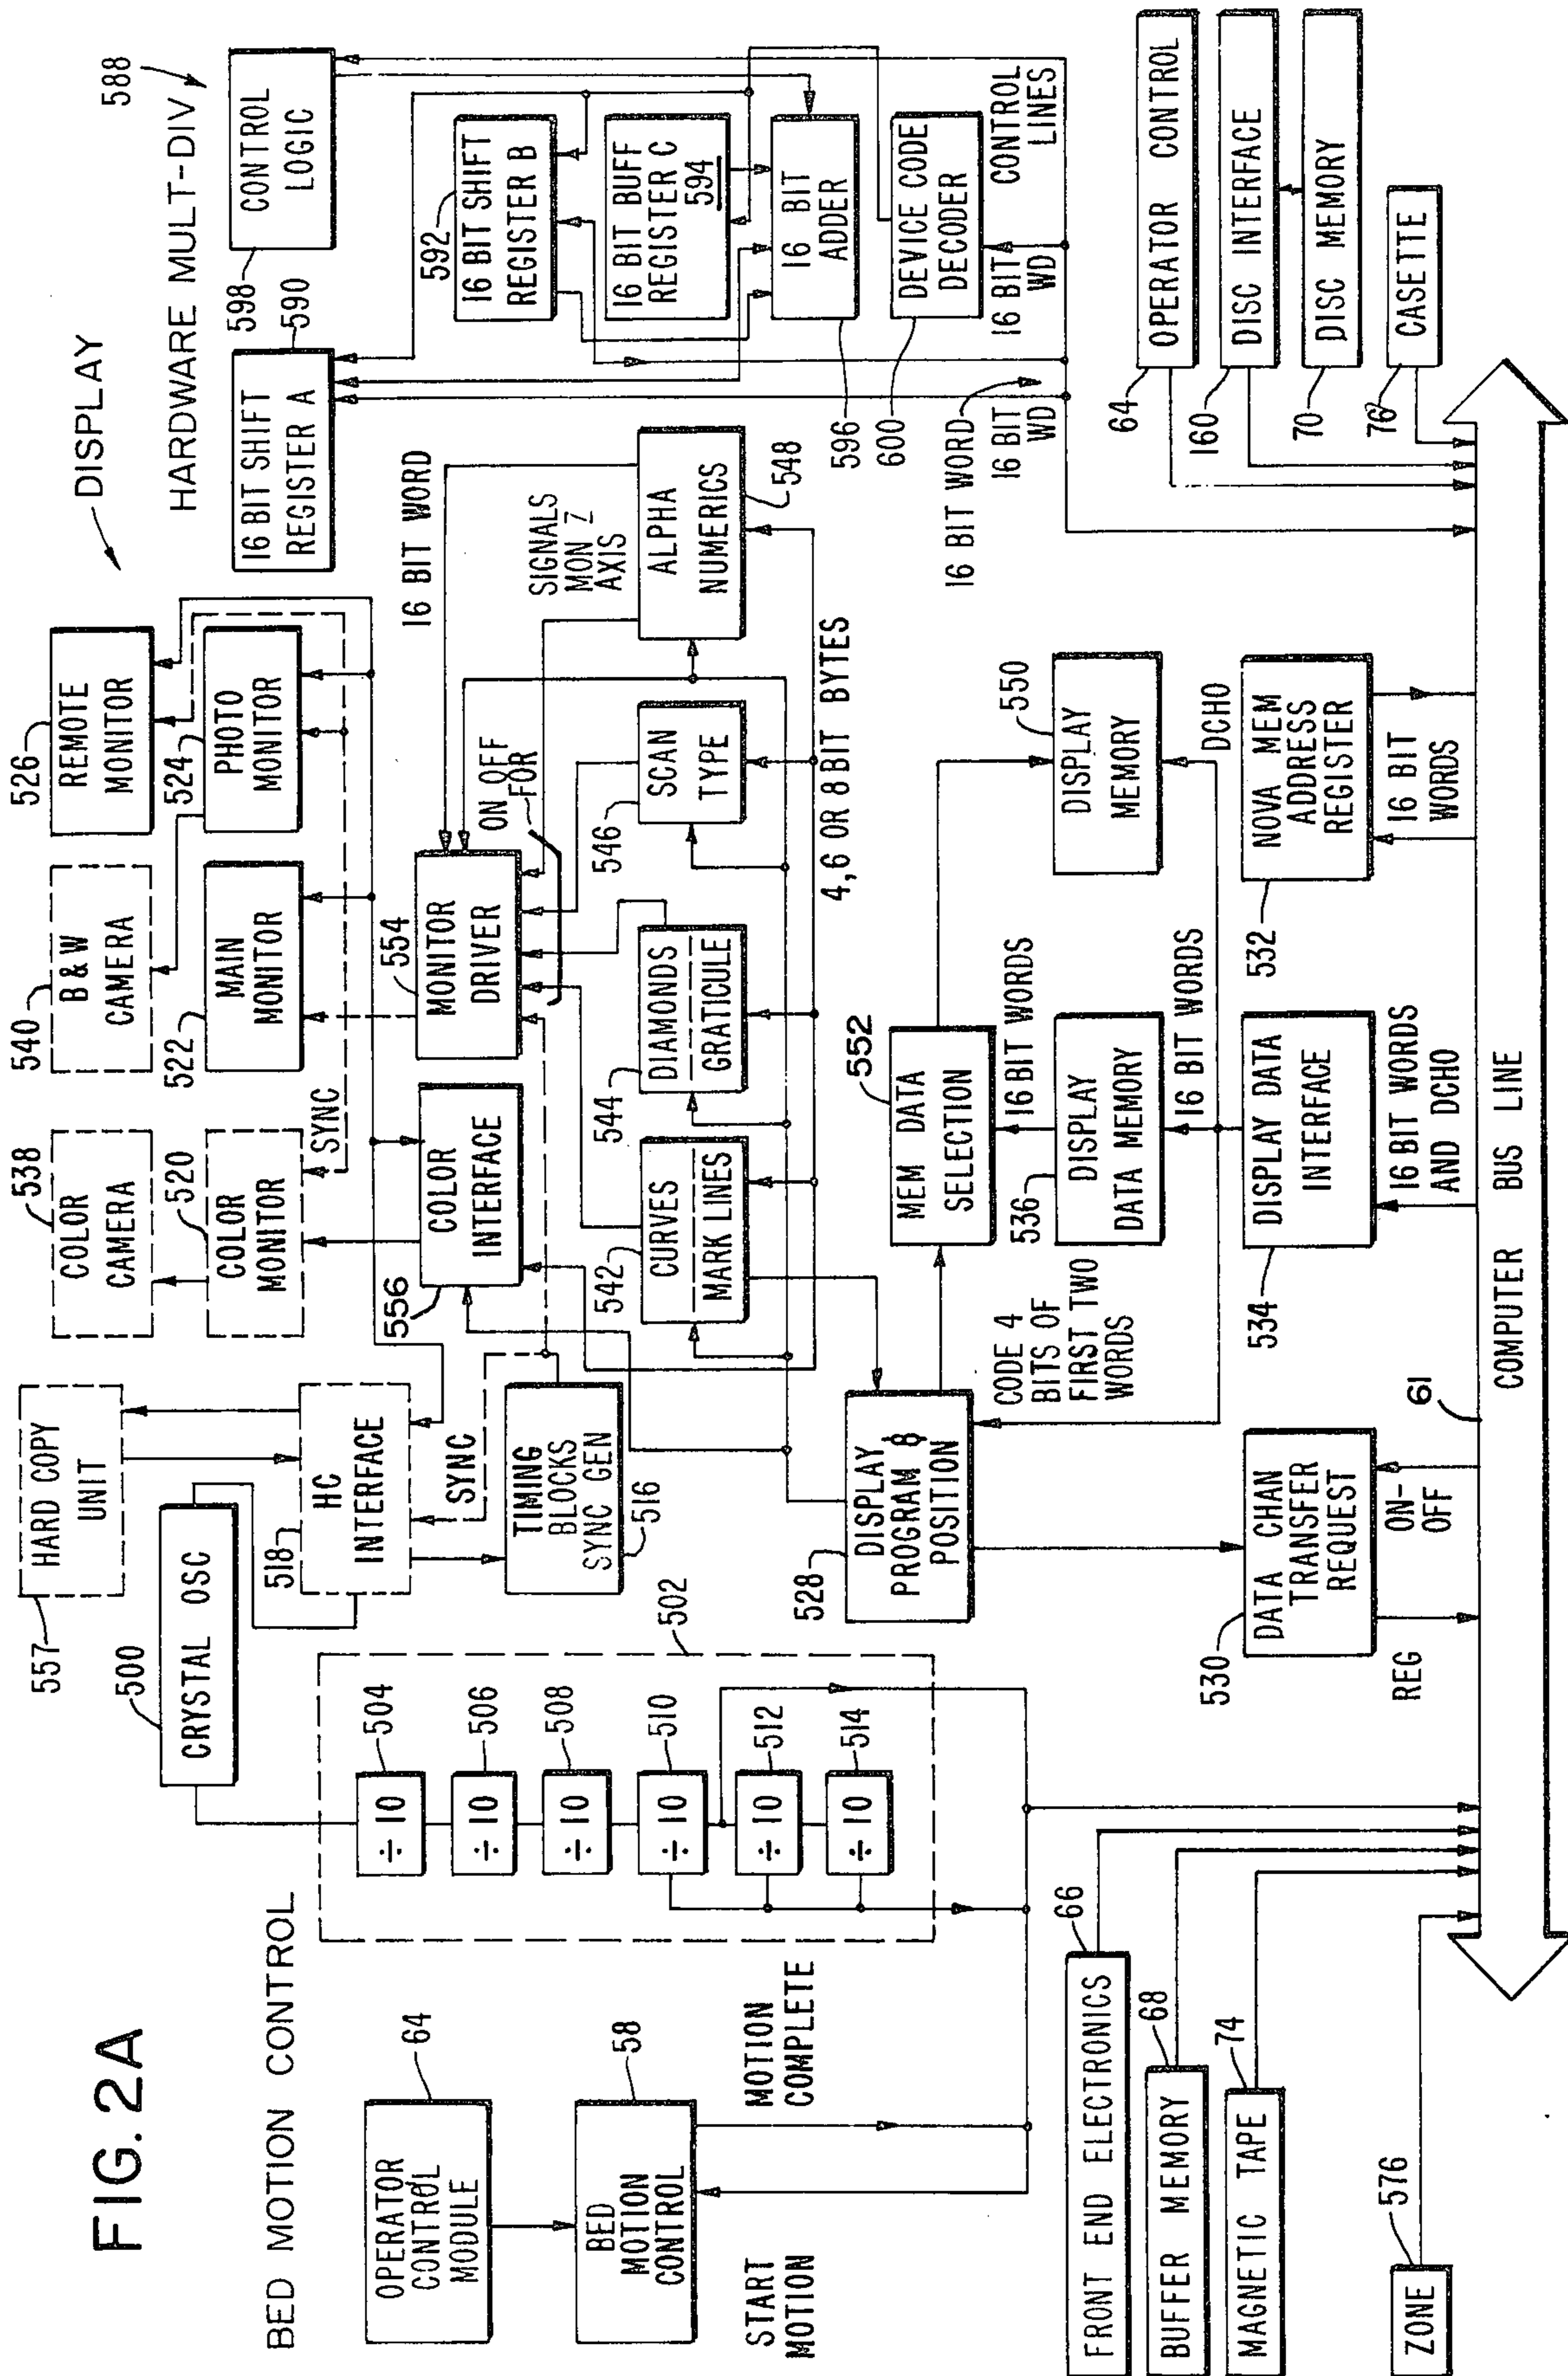 FIG. 2A
BED MOTION CONTROL
OPERATOR
CONTROL
MODULE
64
BED
MOTION
CONTROL
58
START
MOTION
MOTION
COMPLETE
557
HARD COPY
UNIT
500
CRYSTAL OSC
502
÷ 10
504
÷ 10
506
÷ 10
508
÷ 10
510
÷ 10
512
÷ 10
514
518
HC
INTERFACE
SYNC
TIMING
BLOCKS
SYNC GEN
516
538
COLOR
CAMERA
520
COLOR
MONITOR
SYNC
540
B & W
CAMERA
522
MAIN
MONITOR
526
REMOTE
MONITOR
524
PHOTO
MONITOR
DISPLAY
556
COLOR
INTERFACE
554
MONITOR
DRIVER
ON OFF
FOR
16 BIT WORD
SIGNALS
MON Z
AXIS
542
CURVES
MARK LINES
544
DIAMONDS
GRATICULE
546
SCAN
TYPE
ALPHA
NUMERICS
548
4, 6 OR 8 BIT BYTES
528
DISPLAY
PROGRAM &
POSITION
CODE 4
BITS OF
FIRST TWO
WORDS
552
MEM DATA
SELECTION
16 BIT WORDS
536
DISPLAY
DATA MEMORY
16 BIT WORDS
550
DISPLAY
MEMORY
DCHO
530
DATA CHAN
TRANSFER
REQUEST
REG
ON-
OFF
534
DISPLAY DATA
INTERFACE
16 BIT WORDS
AND DCHO
532
NOVA MEM
ADDRESS
REGISTER
16 BIT
WORDS
HARDWARE MULT-DIV
588
598
CONTROL
LOGIC
590
16 BIT SHIFT
REGISTER A
592
16 BIT SHIFT
REGISTER B
16 BIT BUFF
REGISTER C
594
16 BIT
ADDER
596
DEVICE CODE
DECODER
600
16 BIT
WD
CONTROL
LINES
16 BIT WORD
16 BIT
WD
FRONT END ELECTRONICS
66
BUFFER MEMORY
68
MAGNETIC TAPE
74
ZONE
576
61
COMPUTER BUS LINE
64
OPERATOR CONTROL
160
DISC INTERFACE
70
DISC MEMORY
76
CASETTE